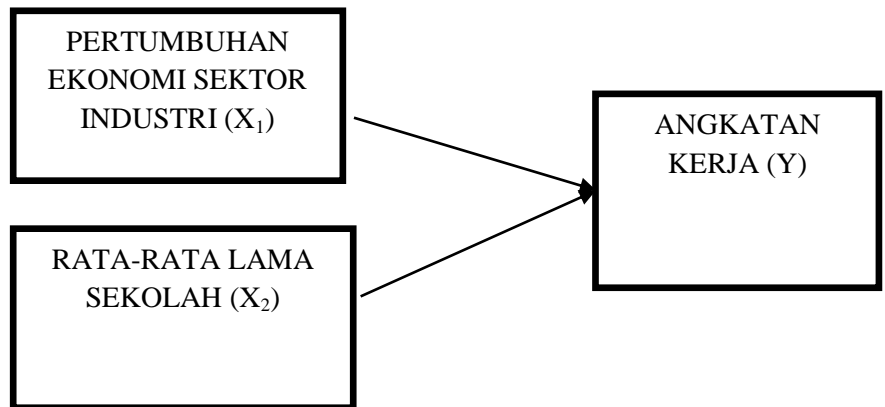 PERTUMBUHAN
EKONOMI SEKTOR
INDUSTRI (X₁)
RATA-RATA LAMA
SEKOLAH (X₂)
ANGKATAN
KERJA (Y)